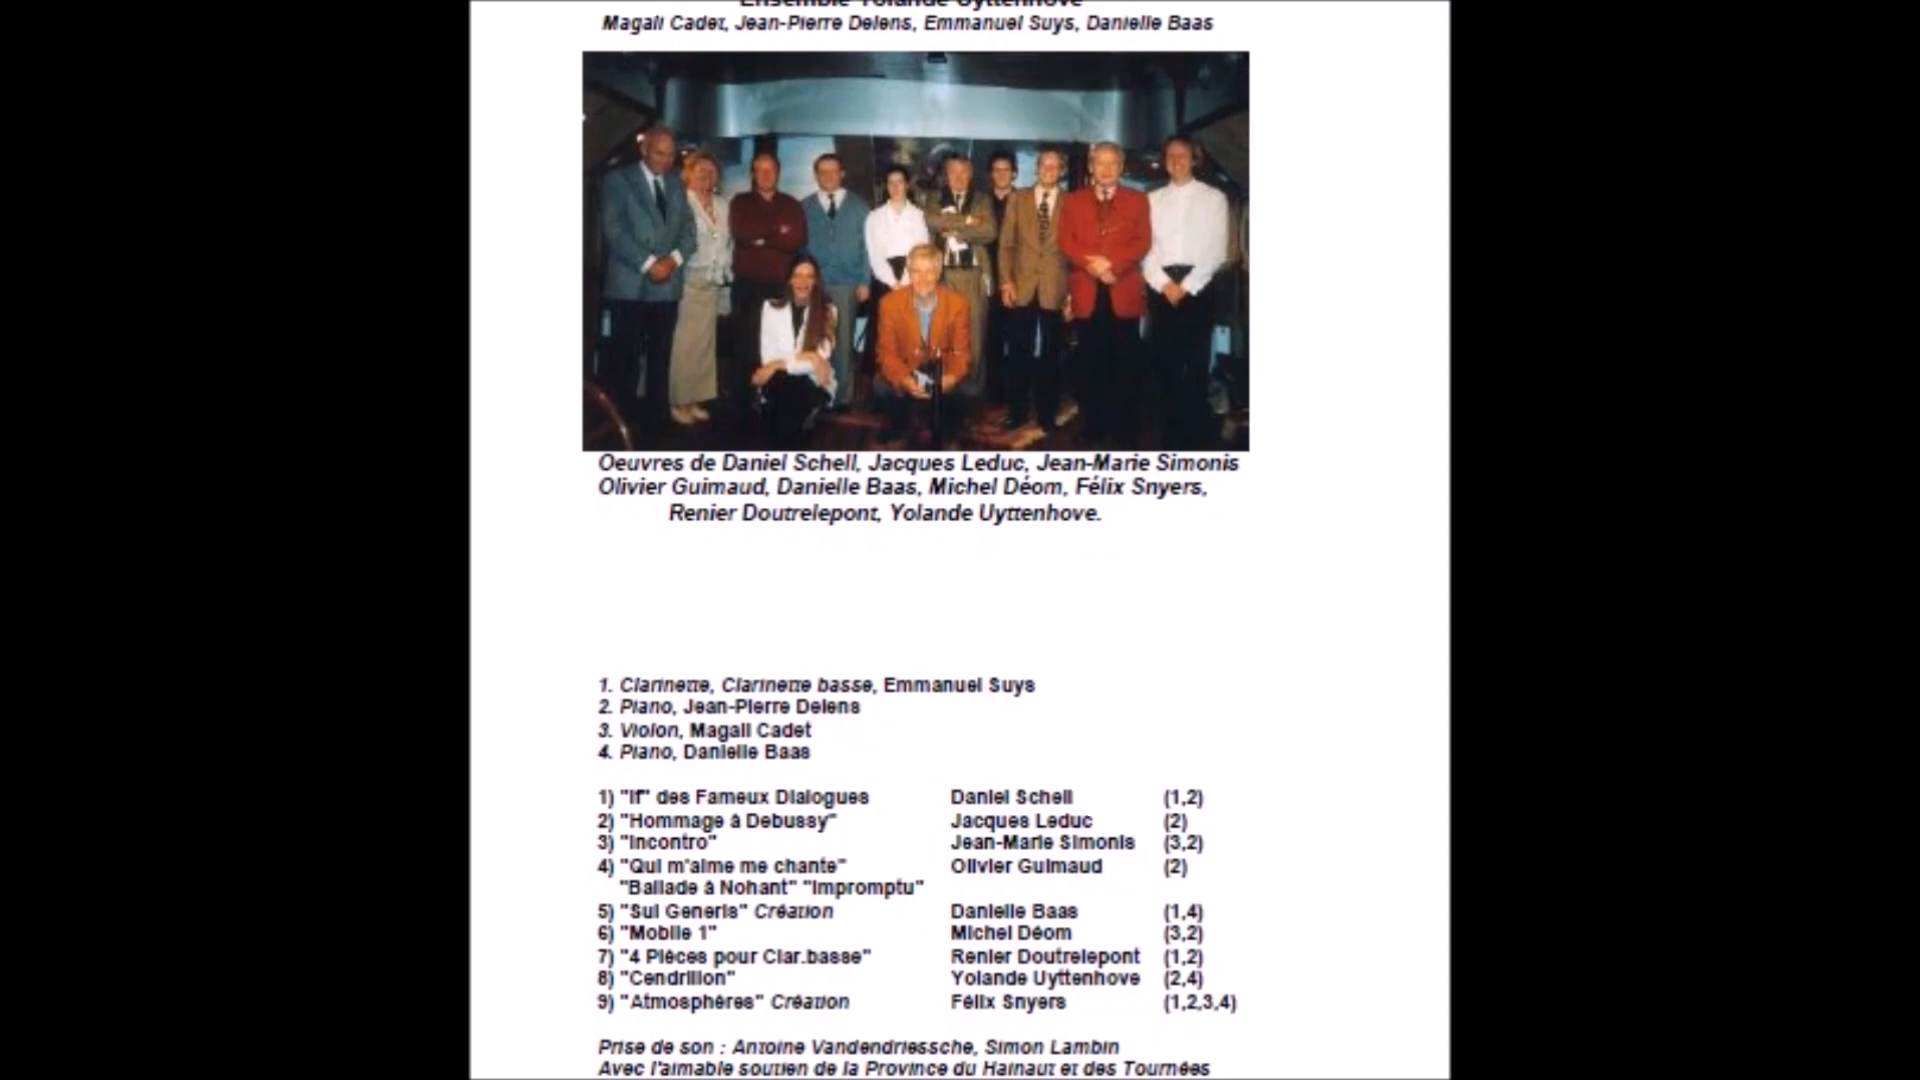 Ensemble Yolande Uyttenhove
Magali Cadet, Jean-Pierre Delens, Emmanuel Suys, Danielle Baas
Oeuvres de Daniel Schell, Jacques Leduc, Jean-Marie Simonis
Olivier Guimaud, Danielle Baas, Michel Déom, Félix Snyers,
Renier Doutrelepont, Yolande Uyttenhove.
1. Clarinette, Clarinette basse, Emmanuel Suys
2. Piano, Jean-Pierre Delens
3. Violon, Magali Cadet
4. Piano, Danielle Baas
1) "If" des Fameux Dialogues Daniel Schell (1,2)
2) "Hommage à Debussy" Jacques Leduc (2)
3) "Incontro" Jean-Marie Simonis (3,2)
4) "Qui m'aime me chante" Olivier Guimaud (2)
"Ballade à Nohant" "Impromptu"
5) "Sui Generis" Création Danielle Baas (1,4)
6) "Mobile 1" Michel Déom (3,2)
7) "4 Pièces pour Clar.basse" Renier Doutrelepont (1,2)
8) "Cendrillon" Yolande Uyttenhove (2,4)
9) "Atmosphères" Création Félix Snyers (1,2,3,4)
Prise de son : Antoine Vandendriessche, Simon Lambin
Avec l'aimable soutien de la Province du Hainaut et des Tournées